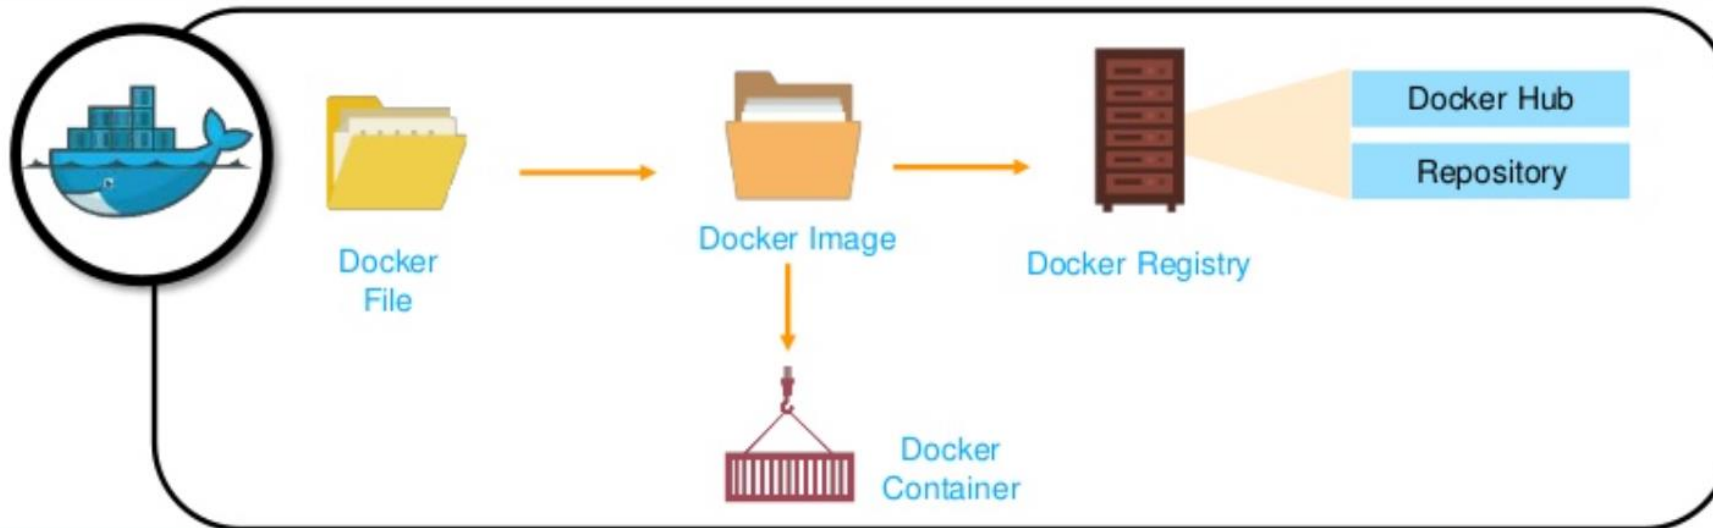 Docker
File
Docker Image
Docker Registry
Docker Hub
Repository
Docker
Container